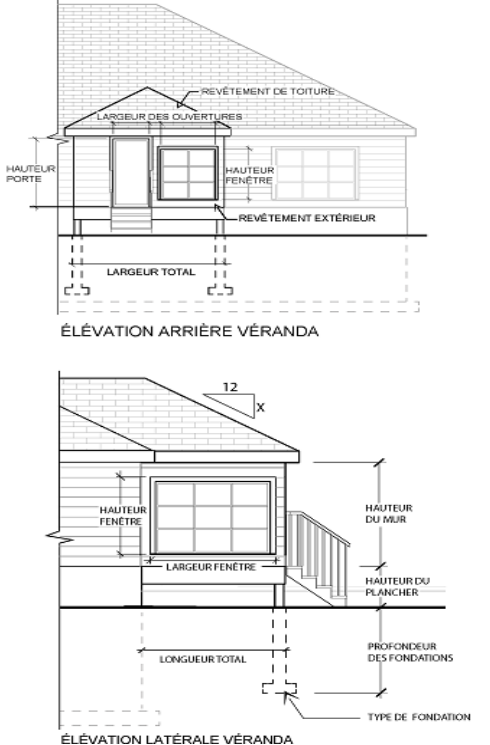 REVÊTEMENT DE TOITURE
LARGEUR DES OUVERTURES
HAUTEUR
PORTE
HAUTEUR
FENÊTRE
REVÊTEMENT EXTÉRIEUR
LARGEUR TOTAL
ÉLÉVATION ARRIÈRE VÉRANDA
12
X
HAUTEUR
FENÊTRE
HAUTEUR
DU MUR
LARGEUR FENÊTRE
HAUTEUR DU
PLANCHER
LONGUEUR TOTAL
PROFONDEUR
DES FONDATIONS
TYPE DE FONDATION
ÉLÉVATION LATÉRALE VÉRANDA